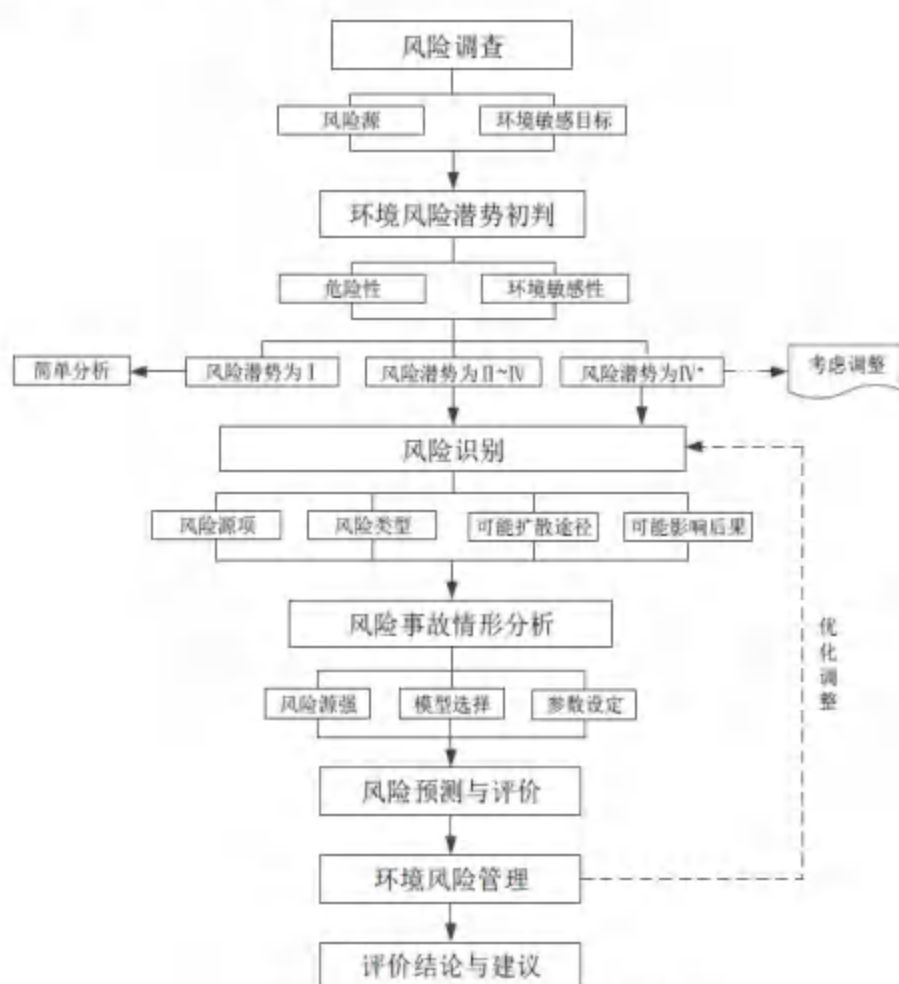 风险调查
风险源
环境敏感目标
环境风险潜势初判
危险性
环境敏感性
简单分析
风险潜势为Ⅰ
风险潜势为Ⅱ~Ⅳ
风险潜势为Ⅳ+
考虑调整
风险识别
风险源项
风险类型
可能扩散途径
可能影响后果
风险事故情形分析
优化调整
风险源强
模型选择
参数设定
风险预测与评价
环境风险管理
评价结论与建议